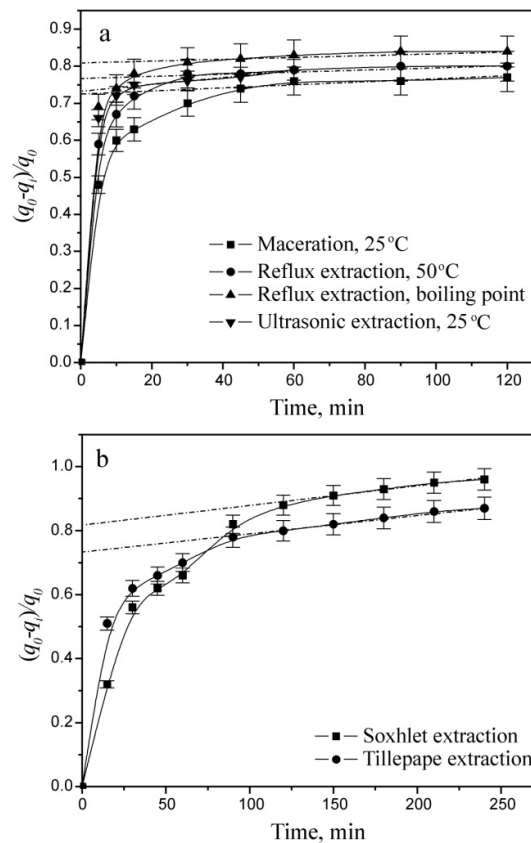 a
0.9
0.8
0.7
0.6
0.5
0.4
0.3
0.2
0.1
0.0
(q₀-qᵢ)/q₀
Maceration, 25°C
Reflux extraction, 50°C
Reflux extraction, boiling point
Ultrasonic extraction, 25°C
0 20 40 60 80 100 120
Time, min
b
1.0
0.8
0.6
0.4
0.2
0.0
(q₀-qᵢ)/q₀
Soxhlet extraction
Tillepape extraction
0 50 100 150 200 250
Time, min